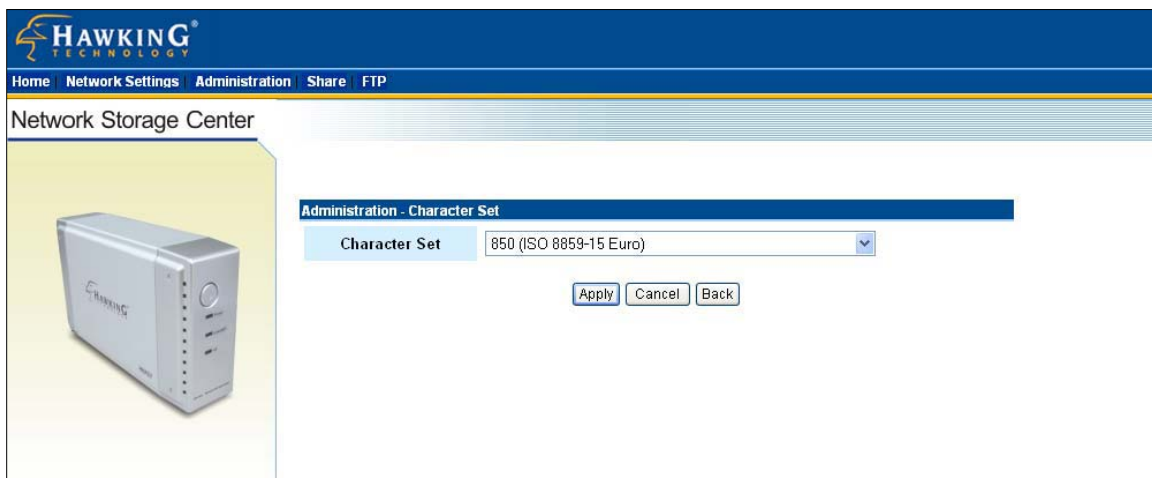 HAWKING®
TECHNOLOGY
Home | Network Settings | Administration | Share | FTP
Network Storage Center
Administration - Character Set
Character Set 850 (ISO 8859-15 Euro)
Apply Cancel Back
HAWKING